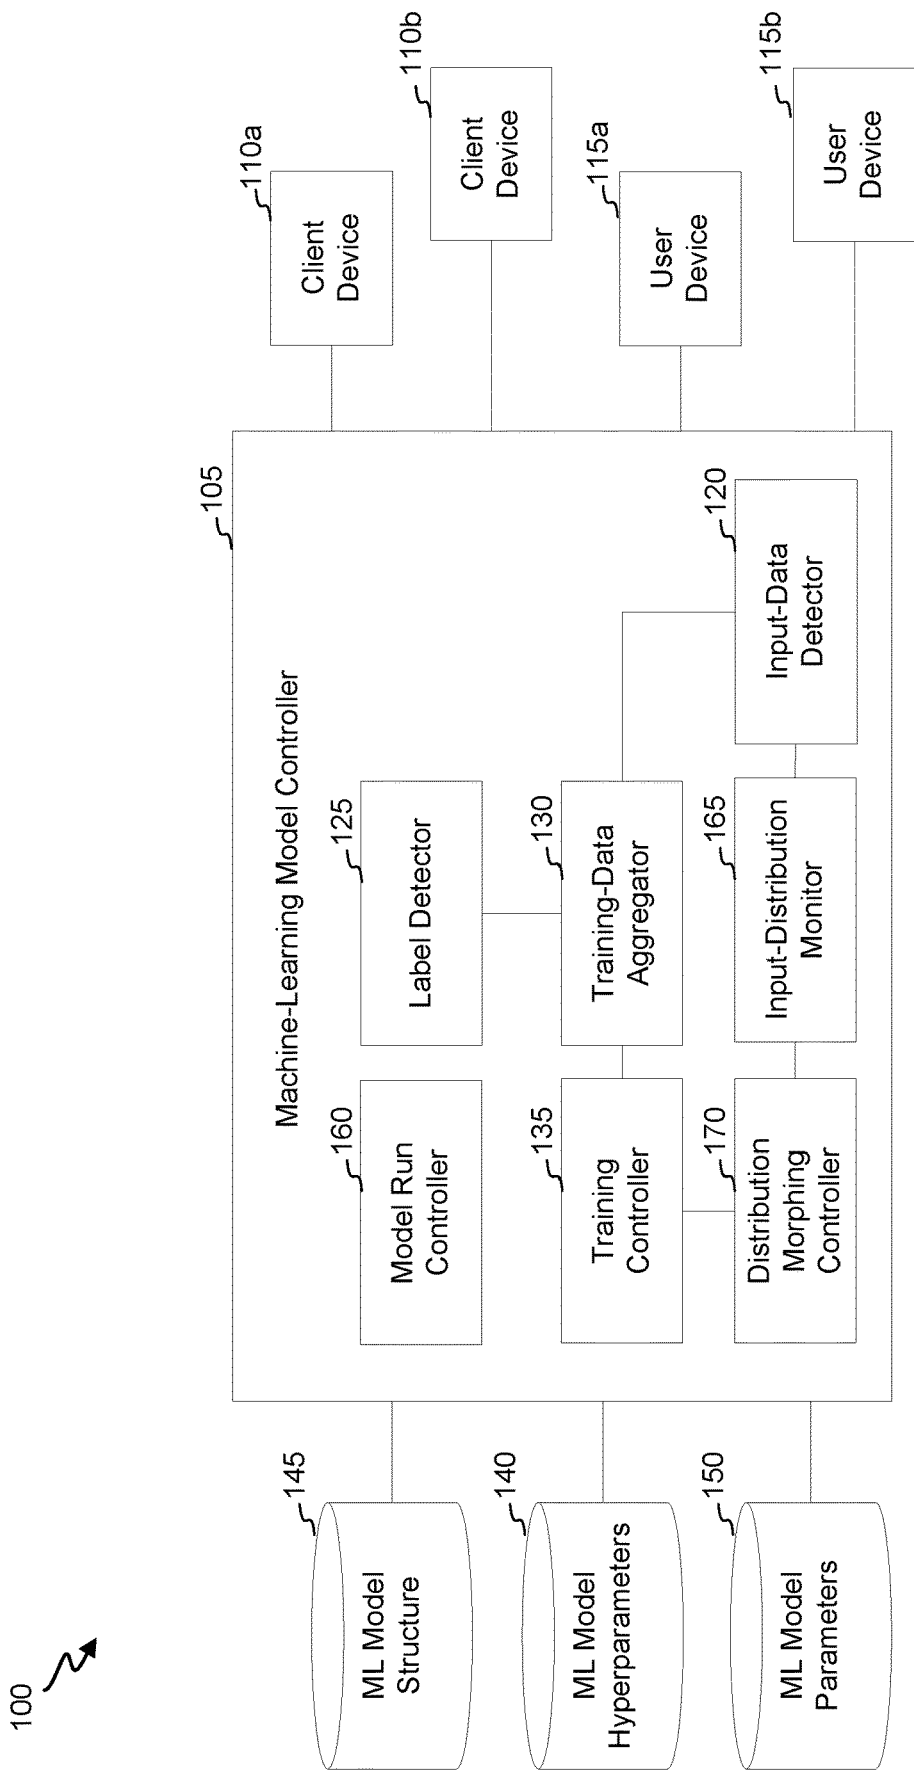 100
145
ML Model
Structure
140
ML Model
Hyperparameters
150
ML Model
Parameters
105
Machine-Learning Model Controller
160
Model Run
Controller
125
Label Detector
135
Training
Controller
130
Training-Data
Aggregator
170
Distribution
Morphing
Controller
165
Input-Distribution
Monitor
120
Input-Data
Detector
110a
Client
Device
110b
Client
Device
115a
User
Device
115b
User
Device